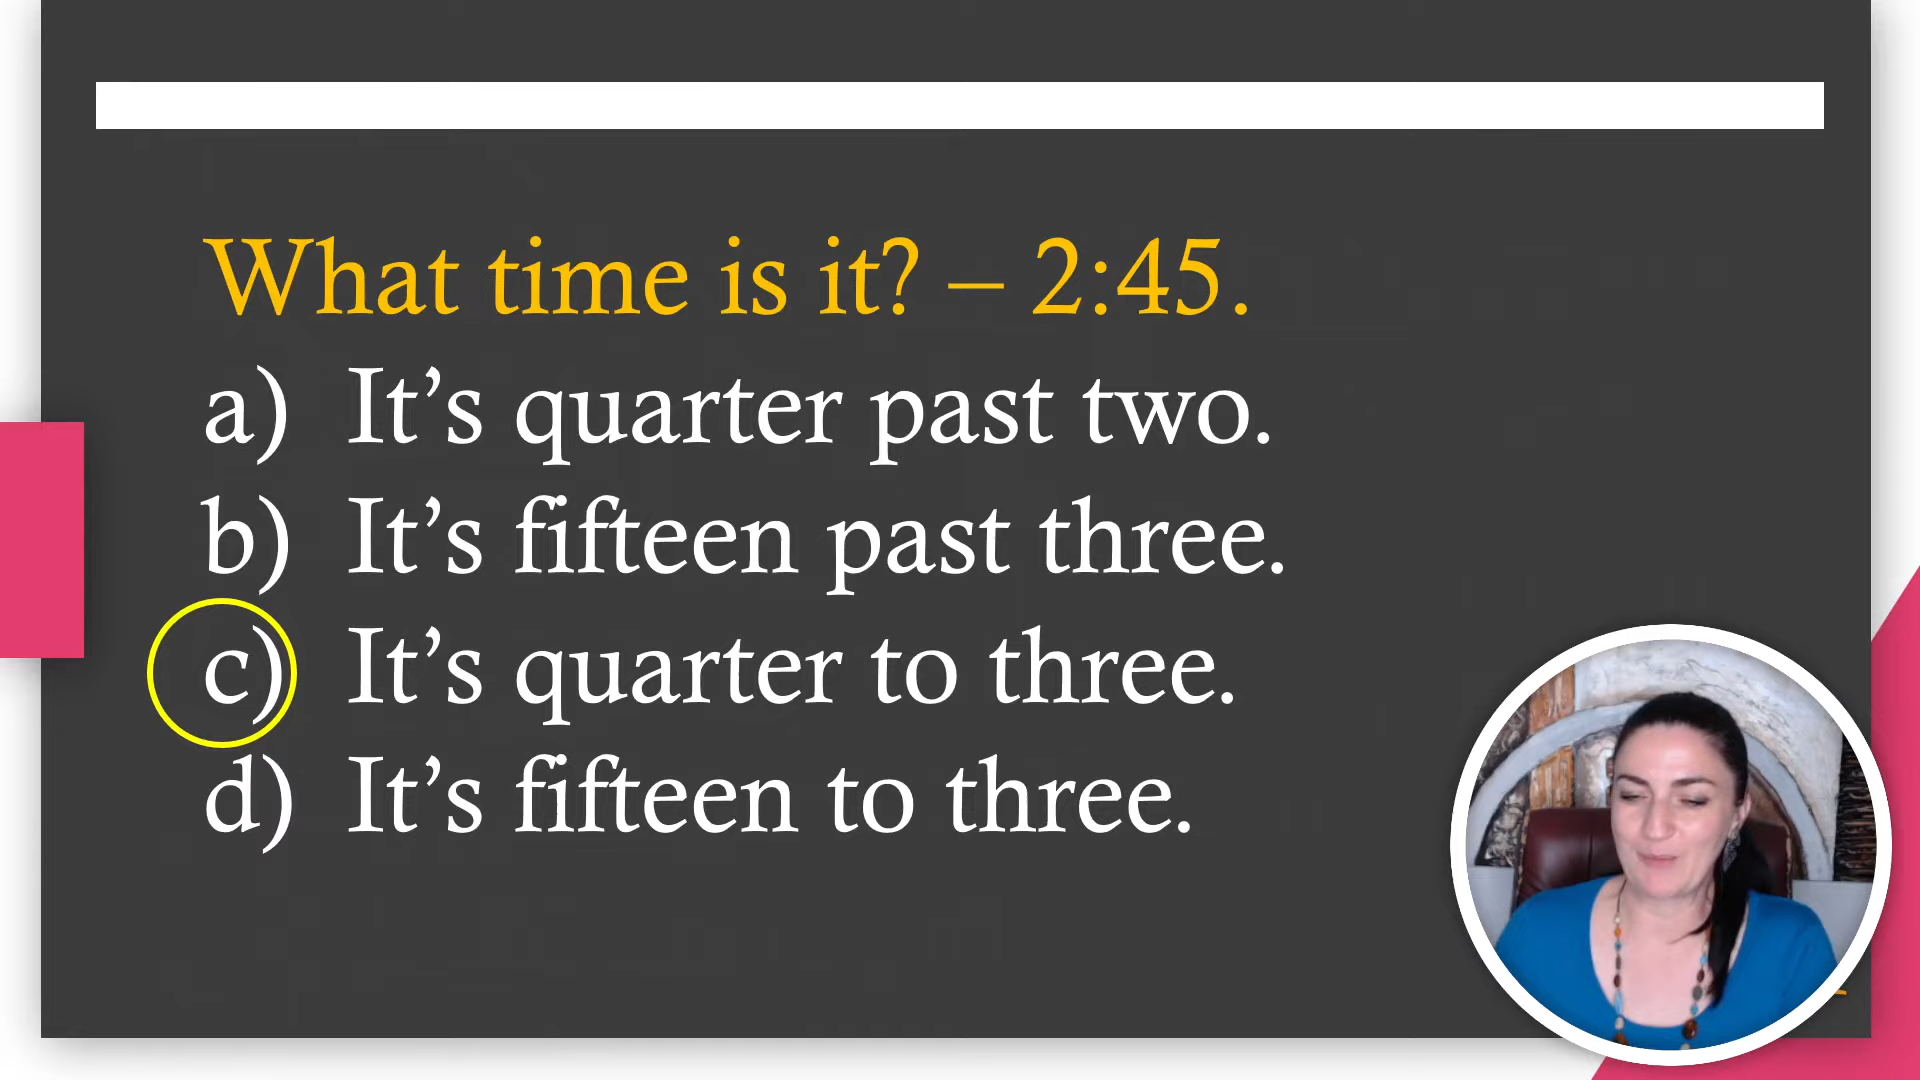 What time is it? – 2:45.
a) It’s quarter past two.
b) It’s fifteen past three.
c) It’s quarter to three.
d) It’s fifteen to three.